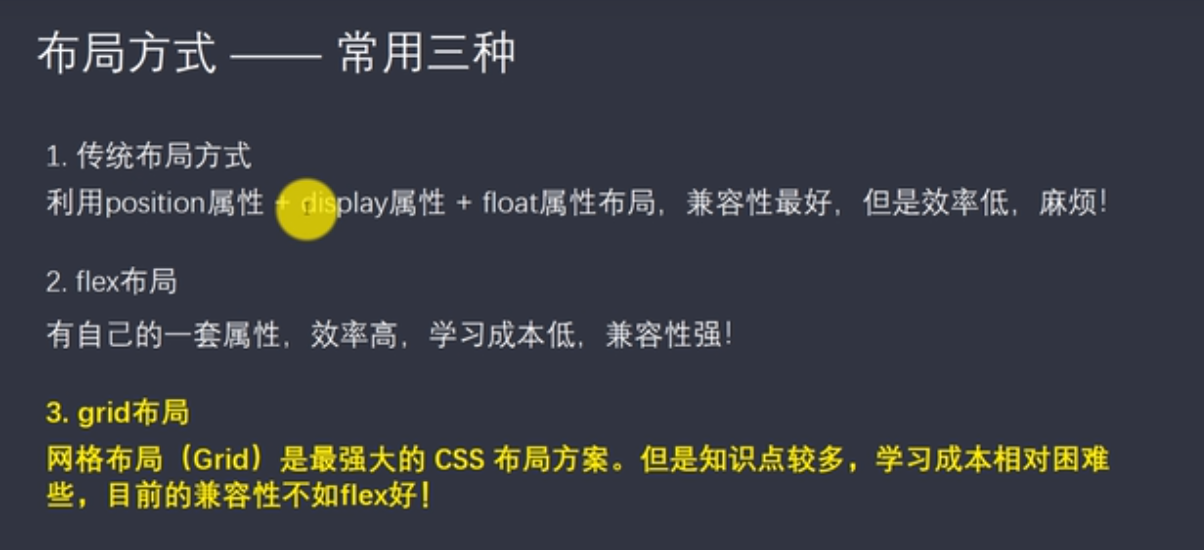 布局方式 —— 常用三种
1. 传统布局方式
利用position属性 + display属性 + float属性布局，兼容性最好，但是效率低，麻烦！
2. flex布局
有自己的一套属性，效率高，学习成本低，兼容性强！
3. grid布局
网格布局（Grid）是最强大的 CSS 布局方案。但是知识点较多，学习成本相对困难
些，目前的兼容性不如flex好！